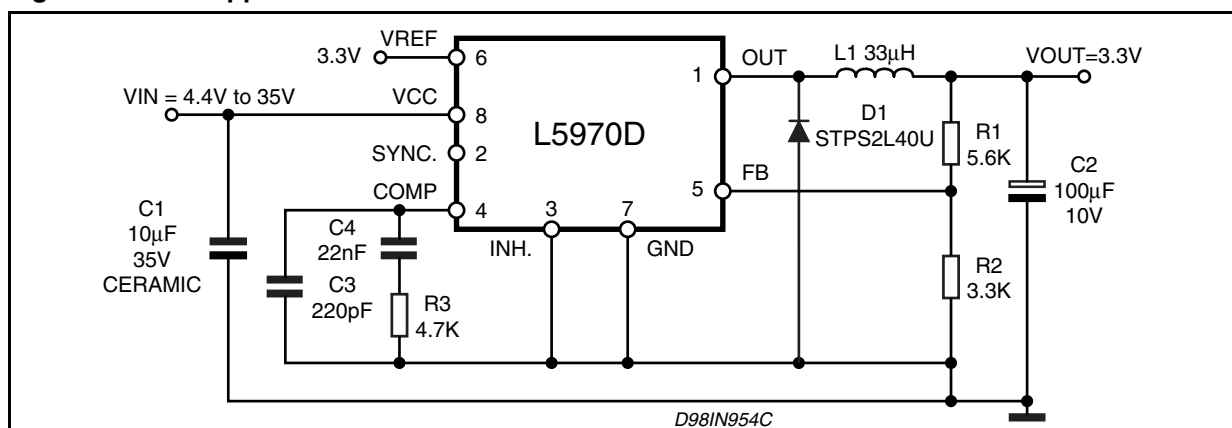 VREF
3.3V
6
VIN = 4.4V to 35V
VCC
8
SYNC.
2
COMP
4
L5970D
1
OUT
L1 33μH
VOUT=3.3V
D1
STPS2L40U
R1
5.6K
C2
100μF
10V
FB
5
3
7
INH.
GND
C1
10μF
35V
CERAMIC
C4
22nF
C3
220pF
R3
4.7K
R2
3.3K
D98IN954C